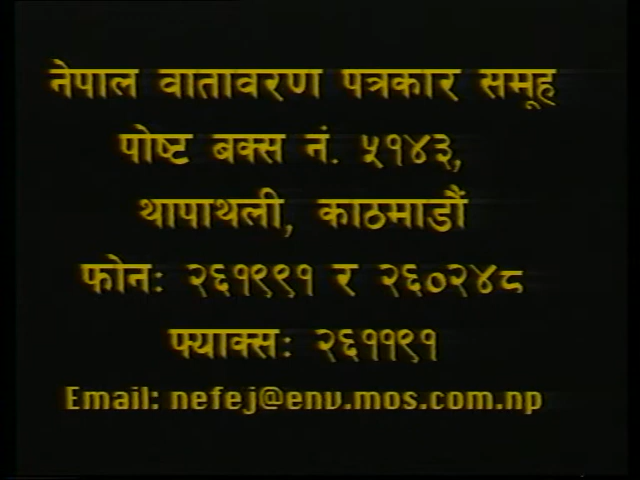 नेपाल वातावरण पत्रकार समूह
पोष्ट बक्स नं. ५१४३,
थापाथली, काठमाडौं
फोनः २६१९९१ र २६०२४८
फ्याक्सः २६११९१
Email: nefej@env.mos.com.np